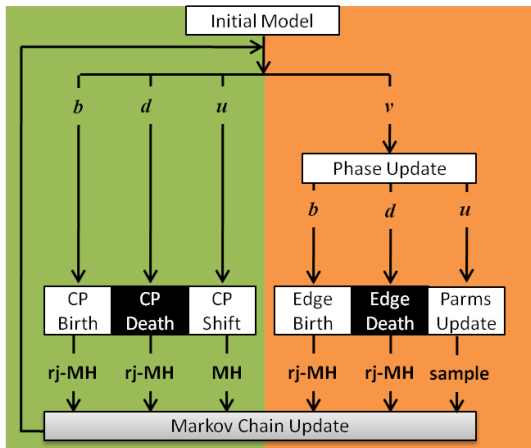 Initial Model
b d u v
Phase Update
b d u
CP Birth CP Death CP Shift Edge Birth Edge Death Parms Update
rj-MH rj-MH MH rj-MH rj-MH sample
Markov Chain Update